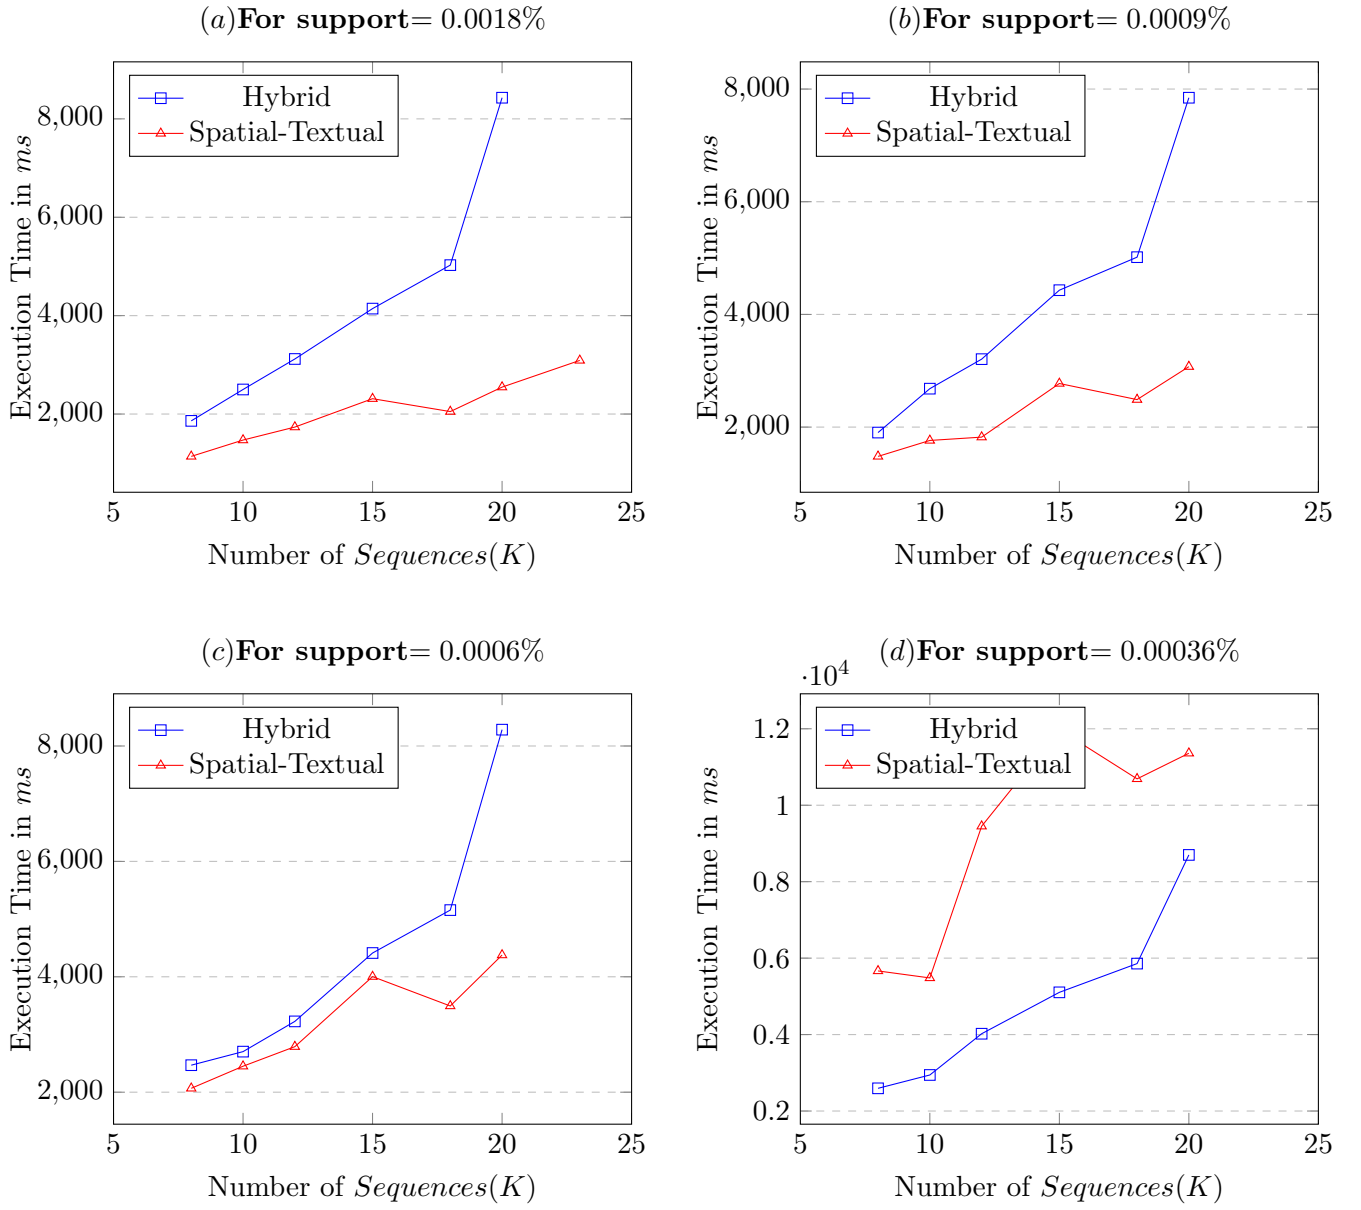 (a)For support= 0.0018%
Hybrid
Spatial-Textual
8,000
6,000
4,000
2,000
5 10 15 20 25
Execution Time in ms
Number of Sequences(K)
(b)For support= 0.0009%
Hybrid
Spatial-Textual
8,000
6,000
4,000
2,000
5 10 15 20 25
Execution Time in ms
Number of Sequences(K)
(c)For support= 0.0006%
Hybrid
Spatial-Textual
8,000
6,000
4,000
2,000
5 10 15 20 25
Execution Time in ms
Number of Sequences(K)
(d)For support= 0.00036%
·10⁴
Hybrid
Spatial-Textual
1.2
1
0.8
0.6
0.4
0.2
5 10 15 20 25
Execution Time in ms
Number of Sequences(K)